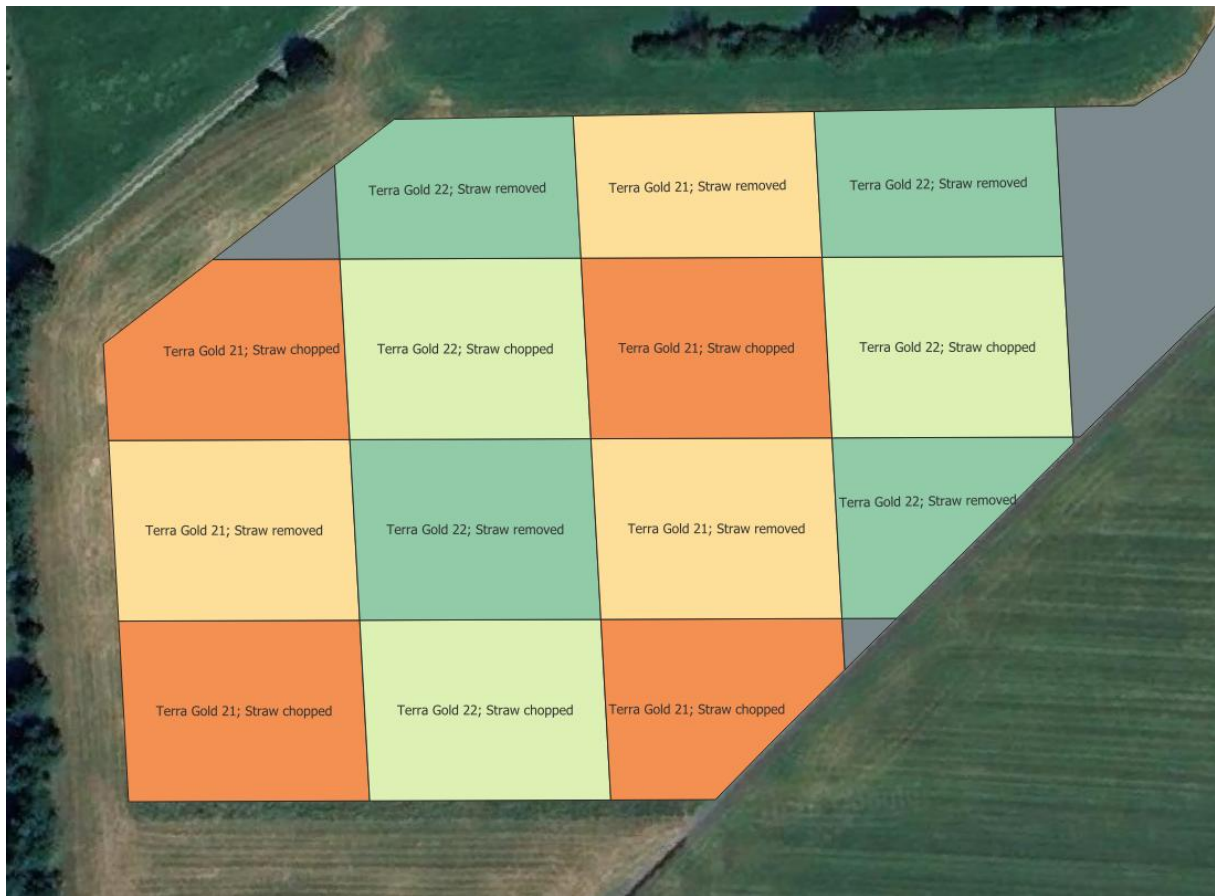 Terra Gold 22; Straw removed
Terra Gold 21; Straw removed
Terra Gold 22; Straw removed
Terra Gold 21; Straw chopped
Terra Gold 22; Straw chopped
Terra Gold 21; Straw chopped
Terra Gold 22; Straw chopped
Terra Gold 21; Straw removed
Terra Gold 22; Straw removed
Terra Gold 21; Straw removed
Terra Gold 22; Straw removed
Terra Gold 21; Straw chopped
Terra Gold 22; Straw chopped
Terra Gold 21; Straw chopped